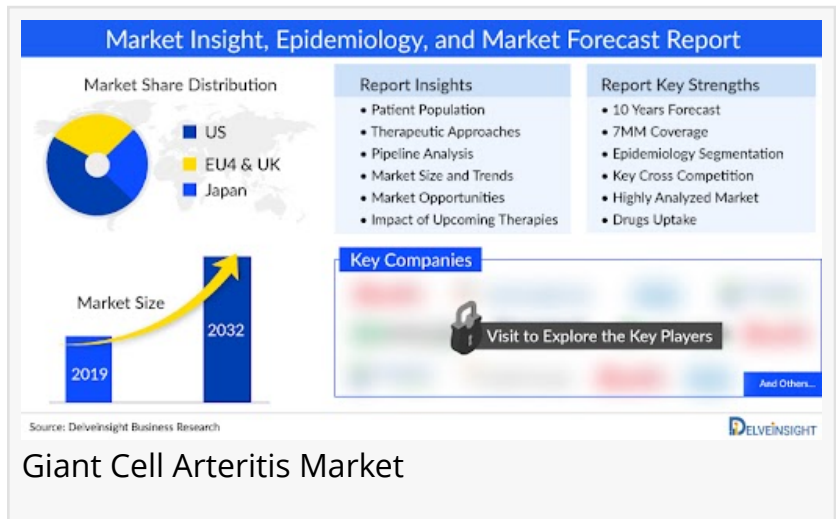 Market Insight, Epidemiology, and Market Forecast Report
Market Share Distribution
US
EU4 & UK
Japan
Report Insights
• Patient Population
• Therapeutic Approaches
• Pipeline Analysis
• Market Size and Trends
• Market Opportunities
• Impact of Upcoming Therapies
Report Key Strengths
• 10 Years Forecast
• 7MM Coverage
• Epidemiology Segmentation
• Key Cross Competition
• Highly Analyzed Market
• Drugs Uptake
Market Size
2019
2032
Key Companies
Visit to Explore the Key Players
And Others...
Source: Delveinsight Business Research
DELVEINSIGHT
Giant Cell Arteritis Market